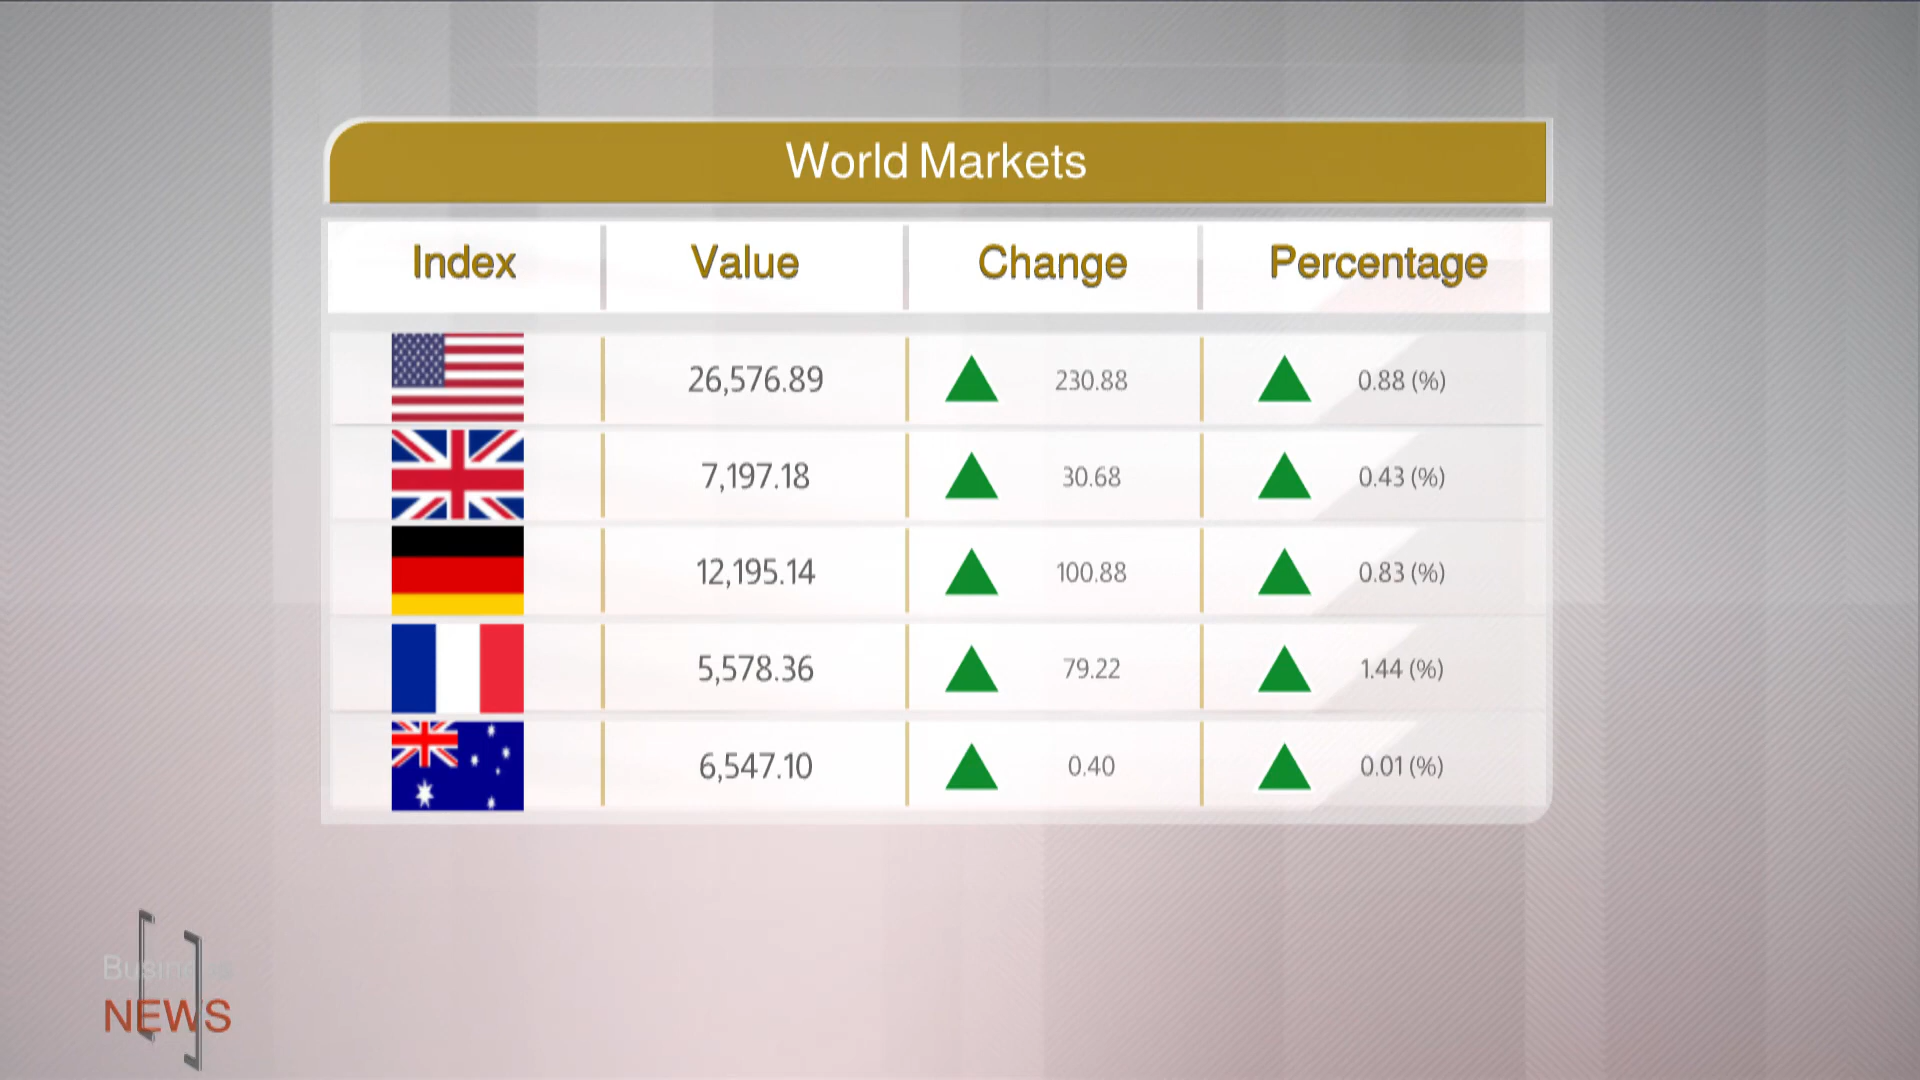 World Markets
Index Value Change Percentage
26,576.89 230.88 0.88 (%)
7,197.18 30.68 0.43 (%)
12,195.14 100.88 0.83 (%)
5,578.36 79.22 1.44 (%)
6,547.10 0.40 0.01 (%)
Business
NEWS